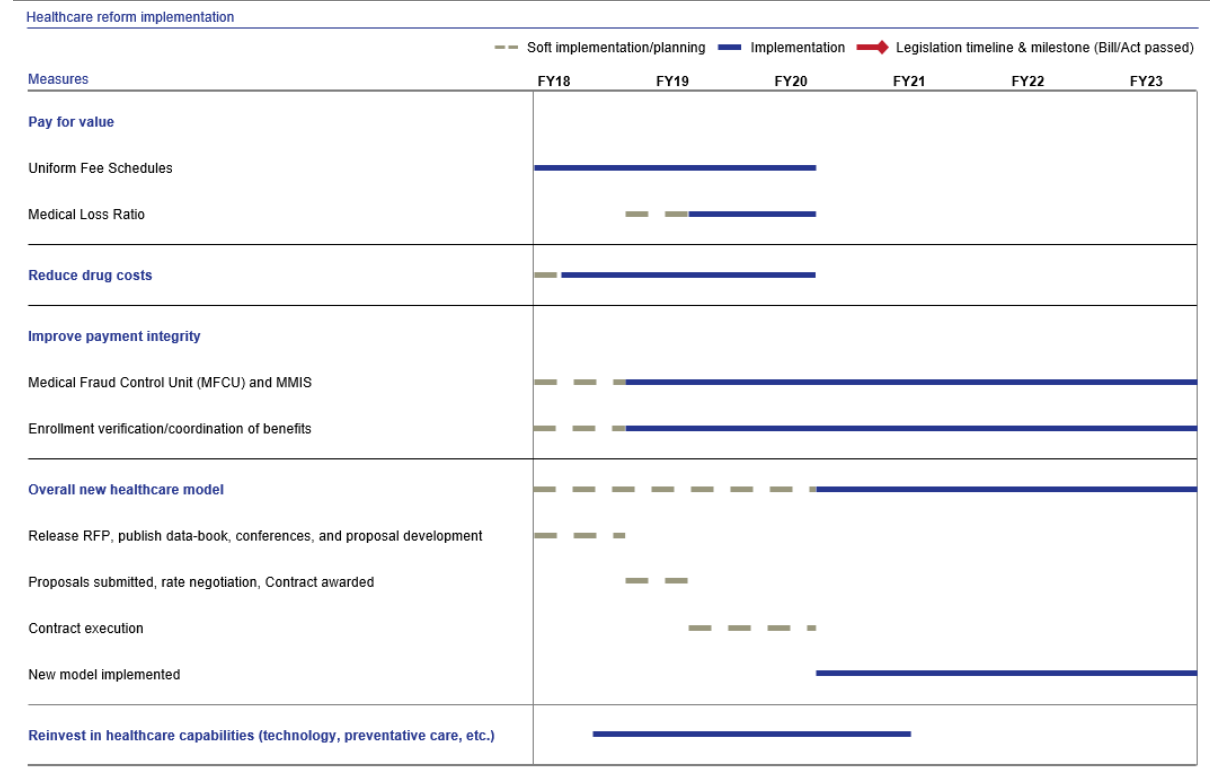 Healthcare reform implementation
Soft implementation/planning Implementation Legislation timeline & milestone (Bill/Act passed)
Measures FY18 FY19 FY20 FY21 FY22 FY23
Pay for value
Uniform Fee Schedules
Medical Loss Ratio
Reduce drug costs
Improve payment integrity
Medical Fraud Control Unit (MFCU) and MMIS
Enrollment verification/coordination of benefits
Overall new healthcare model
Release RFP, publish data-book, conferences, and proposal development
Proposals submitted, rate negotiation, Contract awarded
Contract execution
New model implemented
Reinvest in healthcare capabilities (technology, preventative care, etc.)